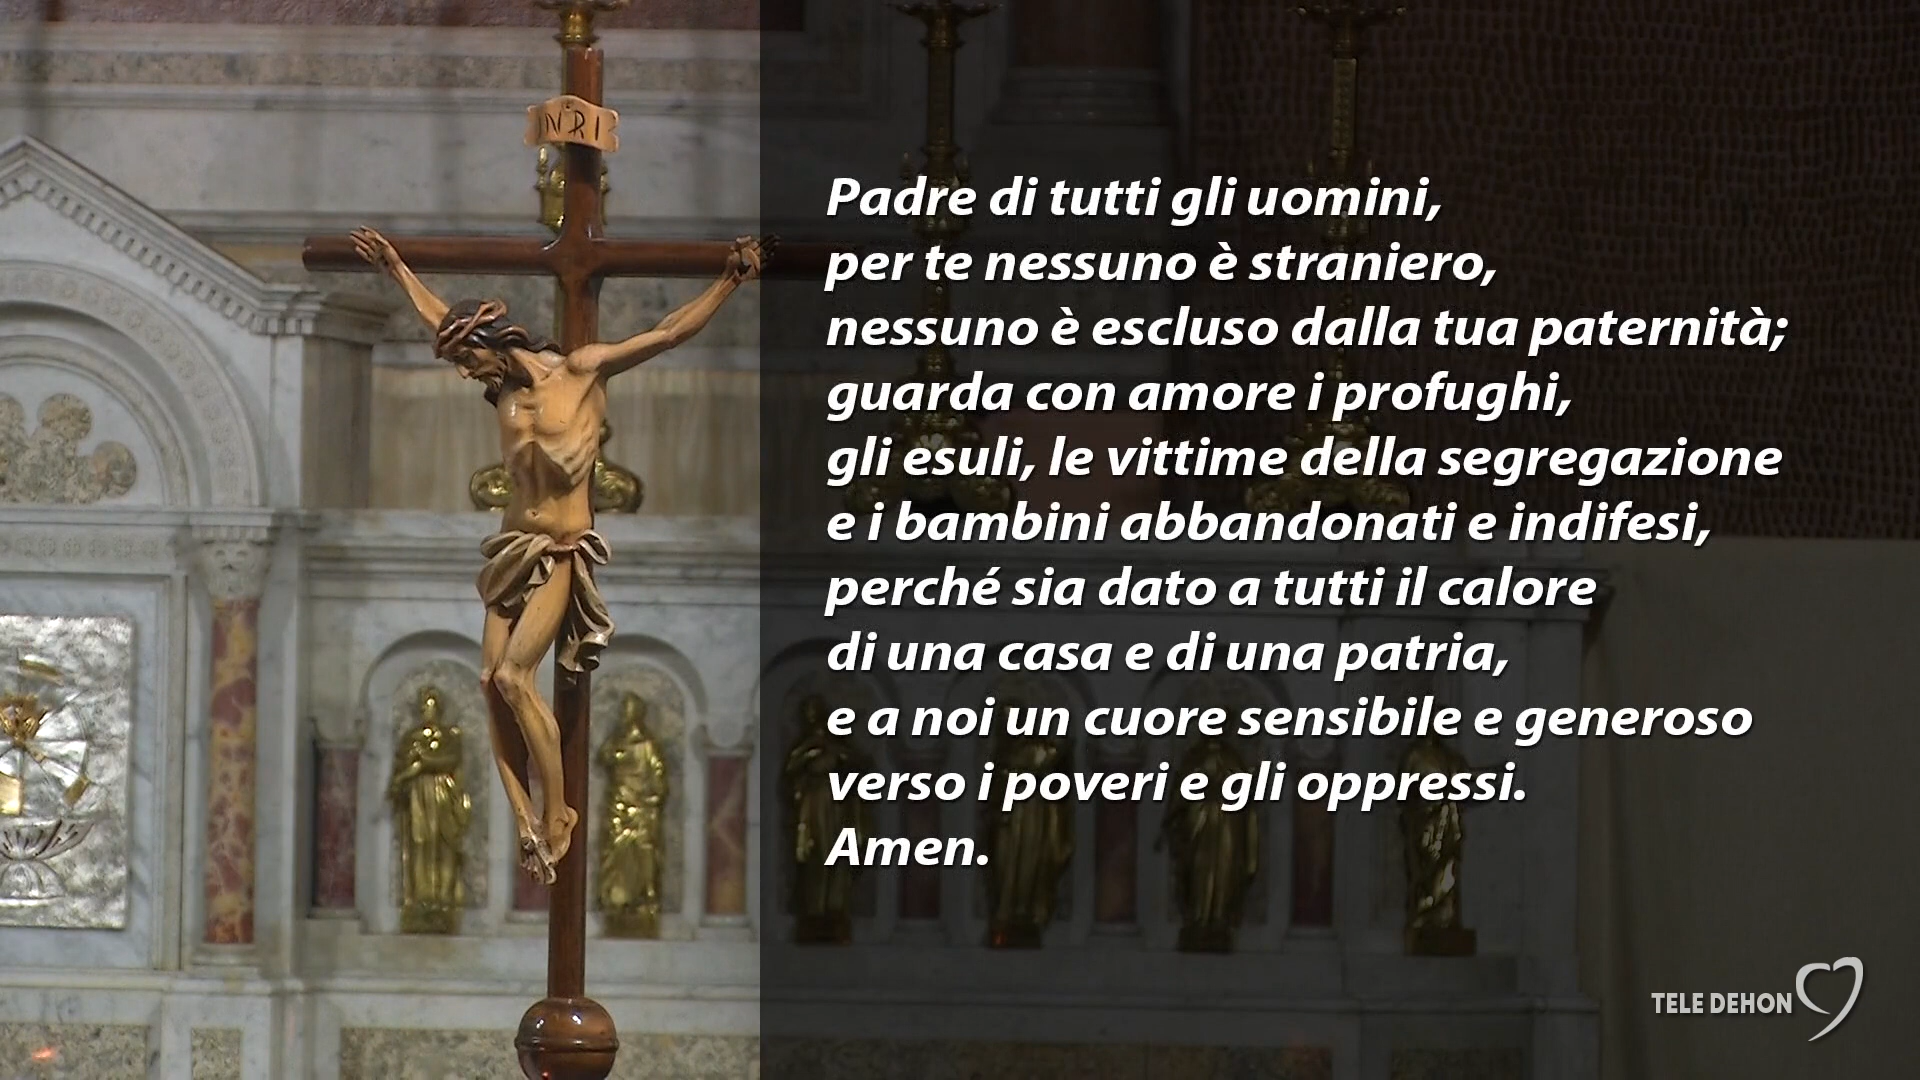 INRI
Padre di tutti gli uomini,
per te nessuno è straniero,
nessuno è escluso dalla tua paternità;
guarda con amore i profughi,
gli esuli, le vittime della segregazione
e i bambini abbandonati e indifesi,
perché sia dato a tutti il calore
di una casa e di una patria,
e a noi un cuore sensibile e generoso
verso i poveri e gli oppressi.
Amen.
TELE DEHON